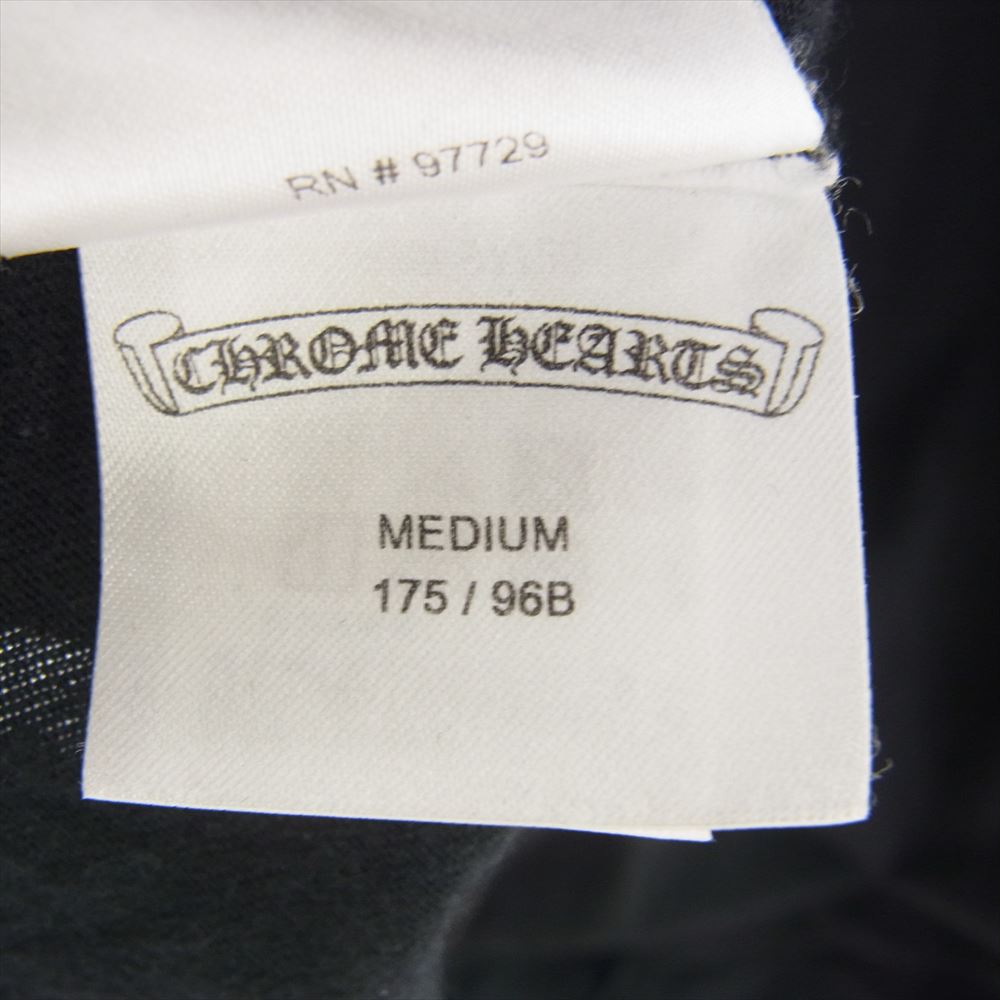 RN # 97729
CHROME HEARTS
MEDIUM
175 / 96B